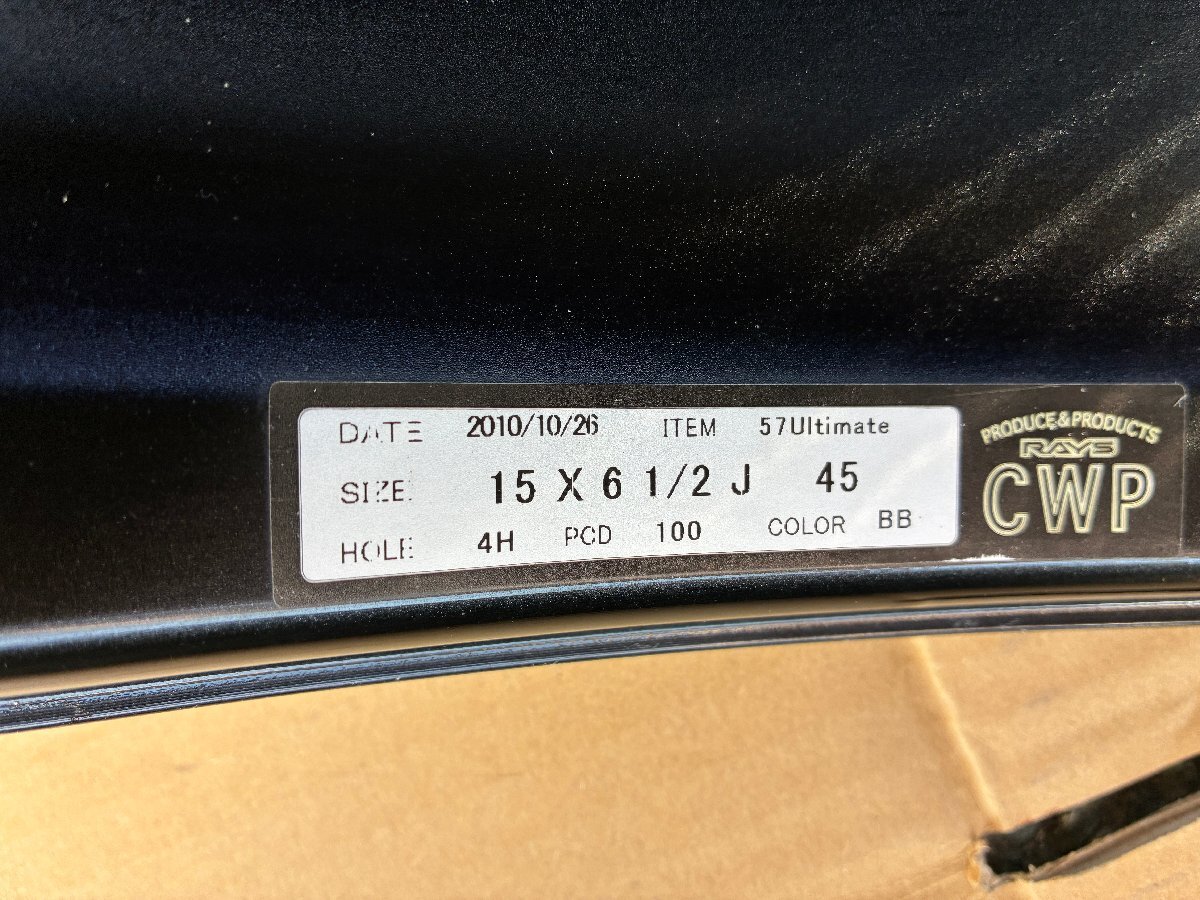 DATE 2010/10/26 ITEM 57Ultimate
SIZE 15 X 6 1/2 J 45
HOLE 4H PCD 100 COLOR BB
PRODUCE & PRODUCTS
RAYS
CWP